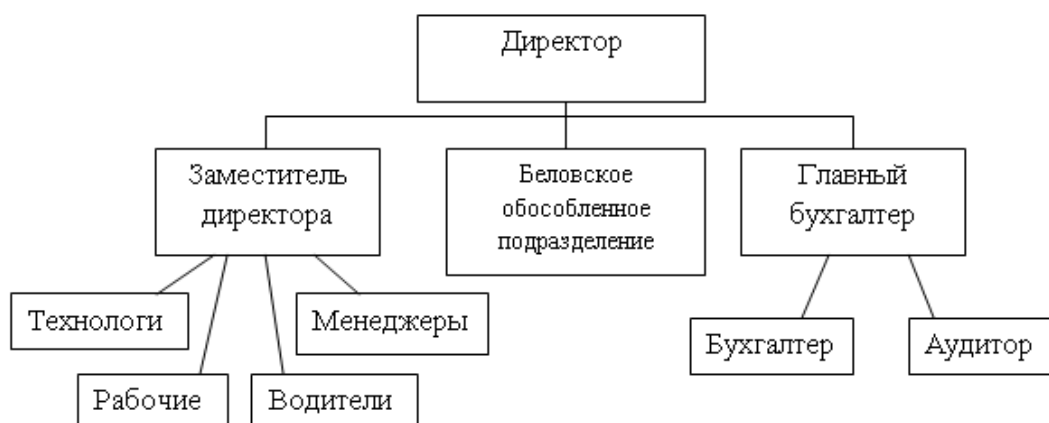 Директор
Заместитель
директора
Беловское
обособленное
подразделение
Главный
бухгалтер
Технологи
Менеджеры
Бухгалтер
Аудитор
Рабочие
Водители